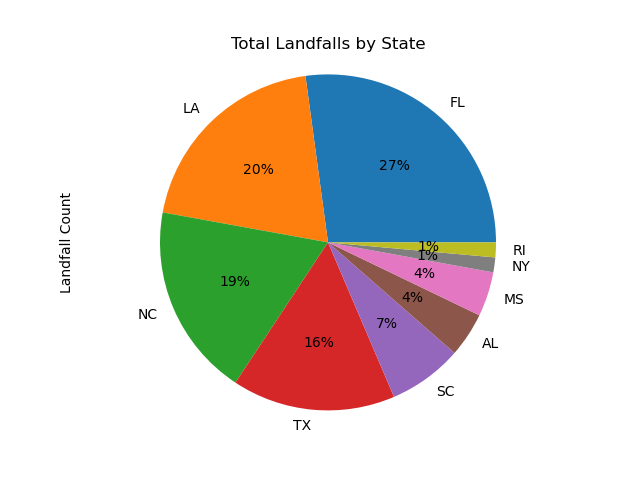 Total Landfalls by State
FL
LA
27%
20%
Landfall Count
1%
RI
1%
NY
4%
MS
19%
4%
NC
7%
16%
AL
SC
TX